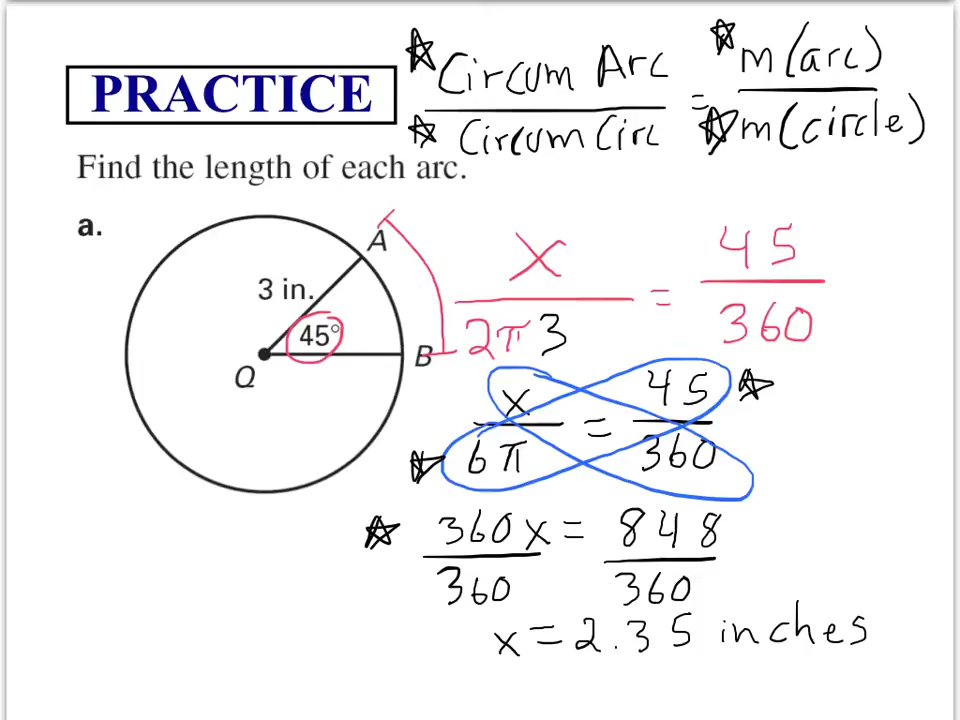 PRACTICE
Circum Arc / Circum Circ = m(arc) / m(circle)
Find the length of each arc.
a.
A
3 in.
45°
B
Q
x / 2π3 = 45 / 360
x / 6π = 45 / 360
360x / 360 = 848 / 360
x = 2.35 inches